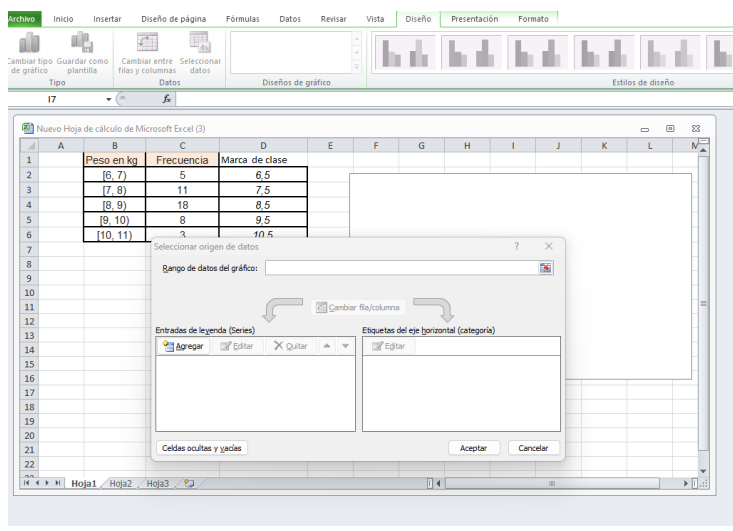 Archivo Inicio Insertar Diseño de página Fórmulas Datos Revisar Vista Diseño Presentación Formato
Cambiar tipo Guardar como Cambiar entre Seleccionar
de gráfico plantilla filas y columnas datos
Tipo Datos Diseños de gráfico Estilos de diseño
I7 fx
Nuevo Hoja de cálculo de Microsoft Excel (3)
A B C D E F G H I J K L M
1 Peso en kg Frecuencia Marca de clase
2 [6, 7) 5 6,5
3 [7, 8) 11 7,5
4 [8, 9) 18 8,5
5 [9, 10) 8 9,5
6 [10, 11) 3 10,5
7
8
9
10
11
12
13
14
15
16
17
18
19
20
21
22
Seleccionar origen de datos ?
Rango de datos del gráfico:
Cambiar fila/columna
Entradas de leyenda (Series) Etiquetas del eje horizontal (categoría)
Agregar Editar Quitar Editar
Celdas ocultas y vacías Aceptar Cancelar
Hoja1 Hoja2 Hoja3